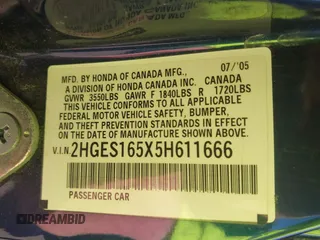 07/'05
MFD. BY HONDA OF CANADA MFG.,
A DIVISION OF HONDA CANADA INC. CANADA
GVWR 3550LBS GAWR F 1840LBS R 1720LBS
THIS VEHICLE CONFORMS TO ALL APPLICABLE
FEDERAL MOTOR VEHICLE SAFETY, BUMPER,
AND THEFT PREVENTION STANDARDS IN EFFECT
ON THE DATE OF MANUFACTURE SHOWN ABOVE.
V.I.N. 2HGES165X5H611666
PASSENGER CAR
DREAMBID